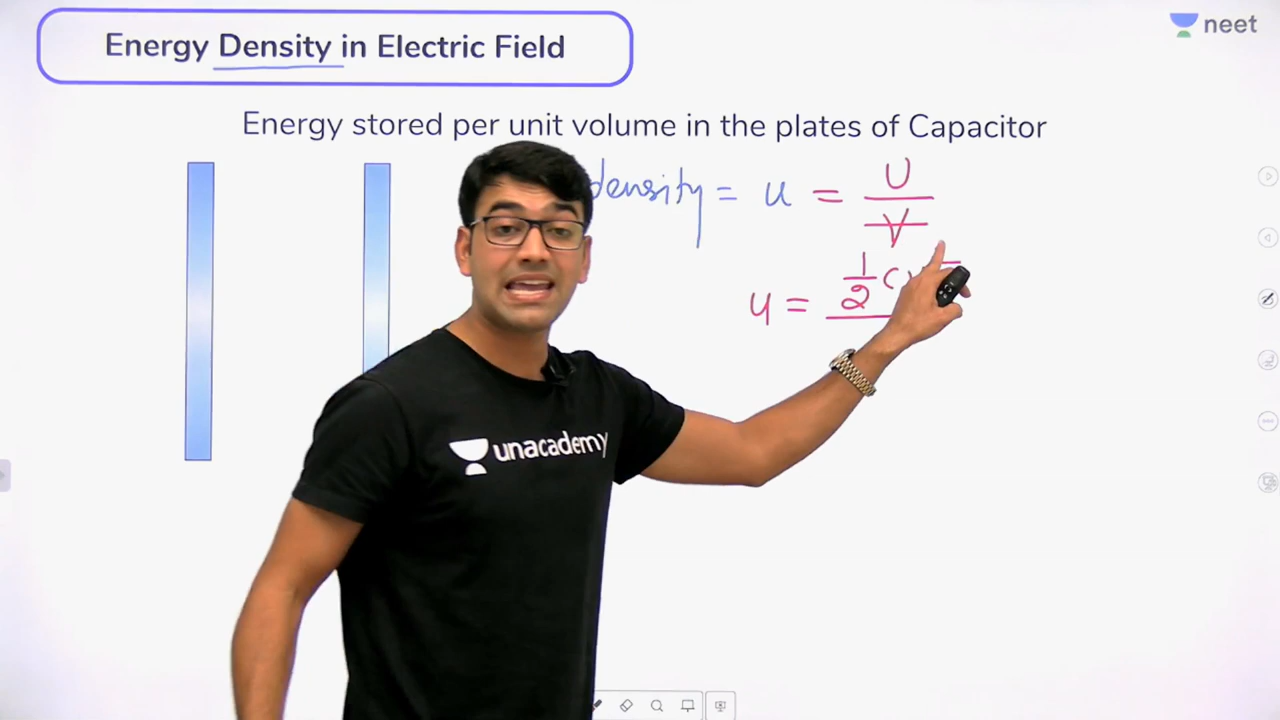 Energy Density in Electric Field
neet
Energy stored per unit volume in the plates of Capacitor
density = u = U / V
u = 1/2 C
unacademy